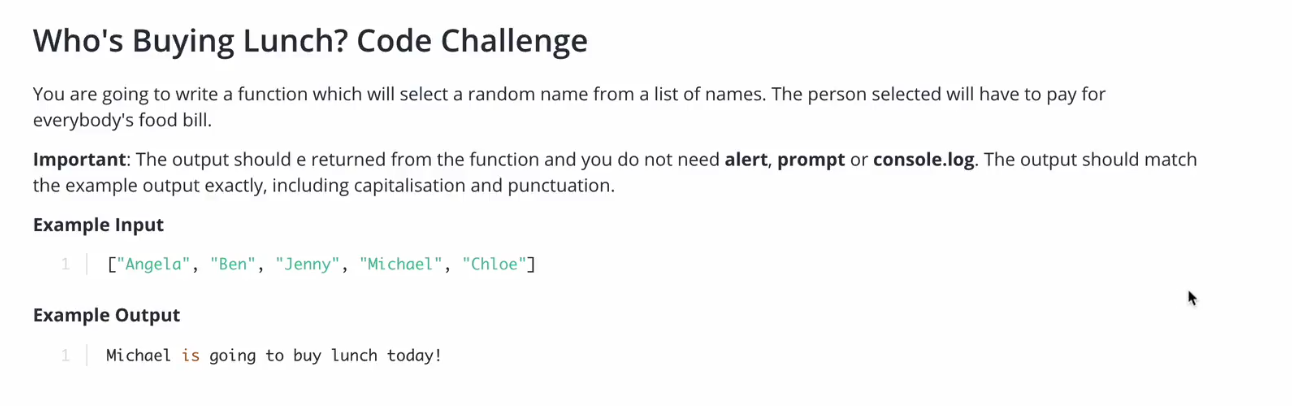 Who's Buying Lunch? Code Challenge
You are going to write a function which will select a random name from a list of names. The person selected will have to pay for
everybody's food bill.
Important: The output should e returned from the function and you do not need alert, prompt or console.log. The output should match
the example output exactly, including capitalisation and punctuation.
Example Input
1 ["Angela", "Ben", "Jenny", "Michael", "Chloe"]
Example Output
1 Michael is going to buy lunch today!